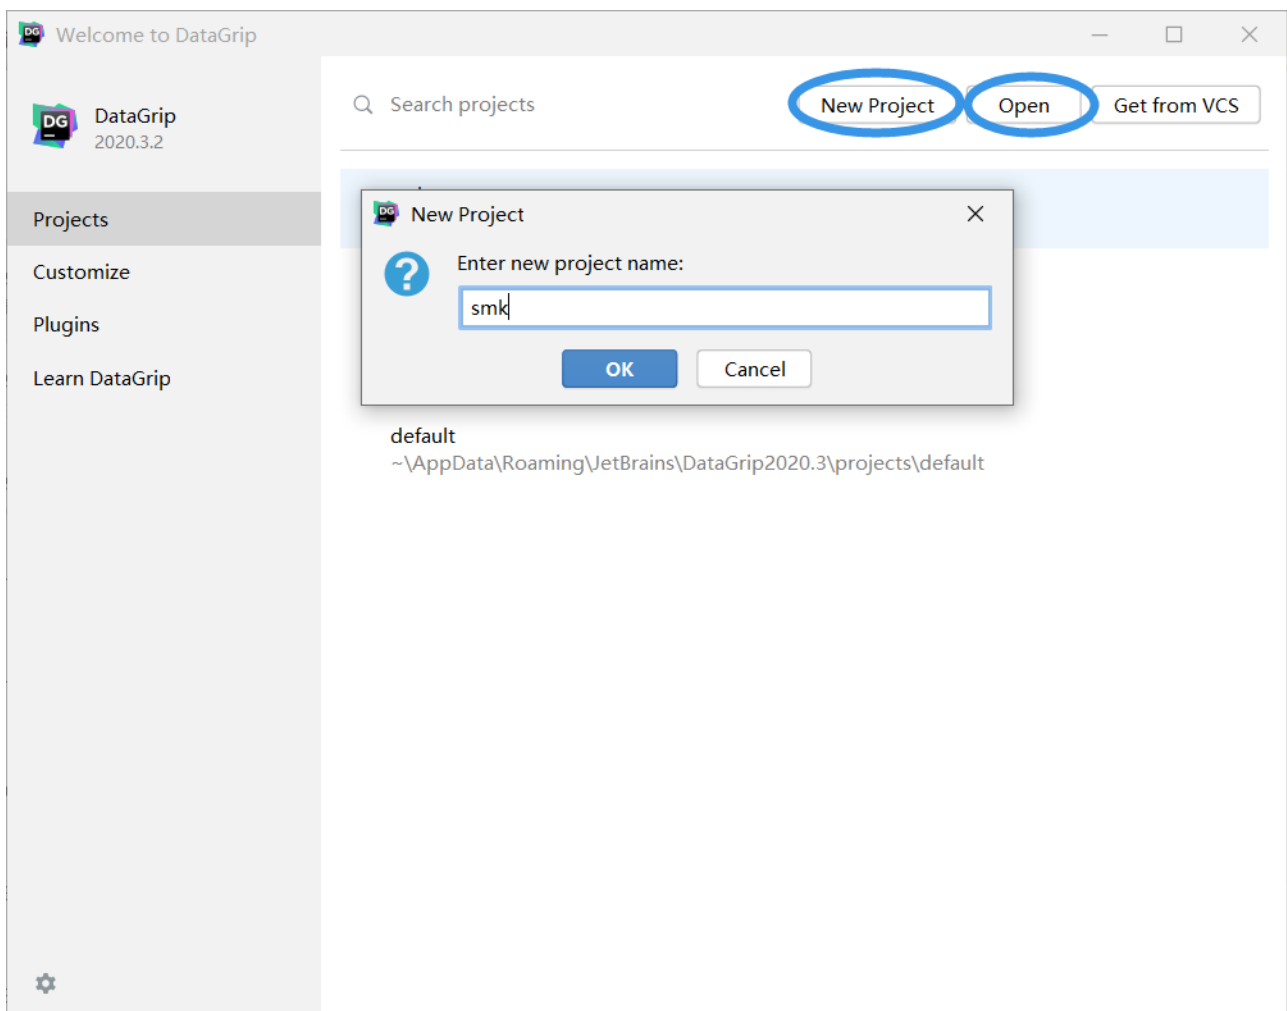 Welcome to DataGrip
DG
DataGrip
2020.3.2
Search projects
New Project
Open
Get from VCS
Projects
Customize
Plugins
Learn DataGrip
New Project
Enter new project name:
smk
OK
Cancel
default
~\AppData\Roaming\JetBrains\DataGrip2020.3\projects\default